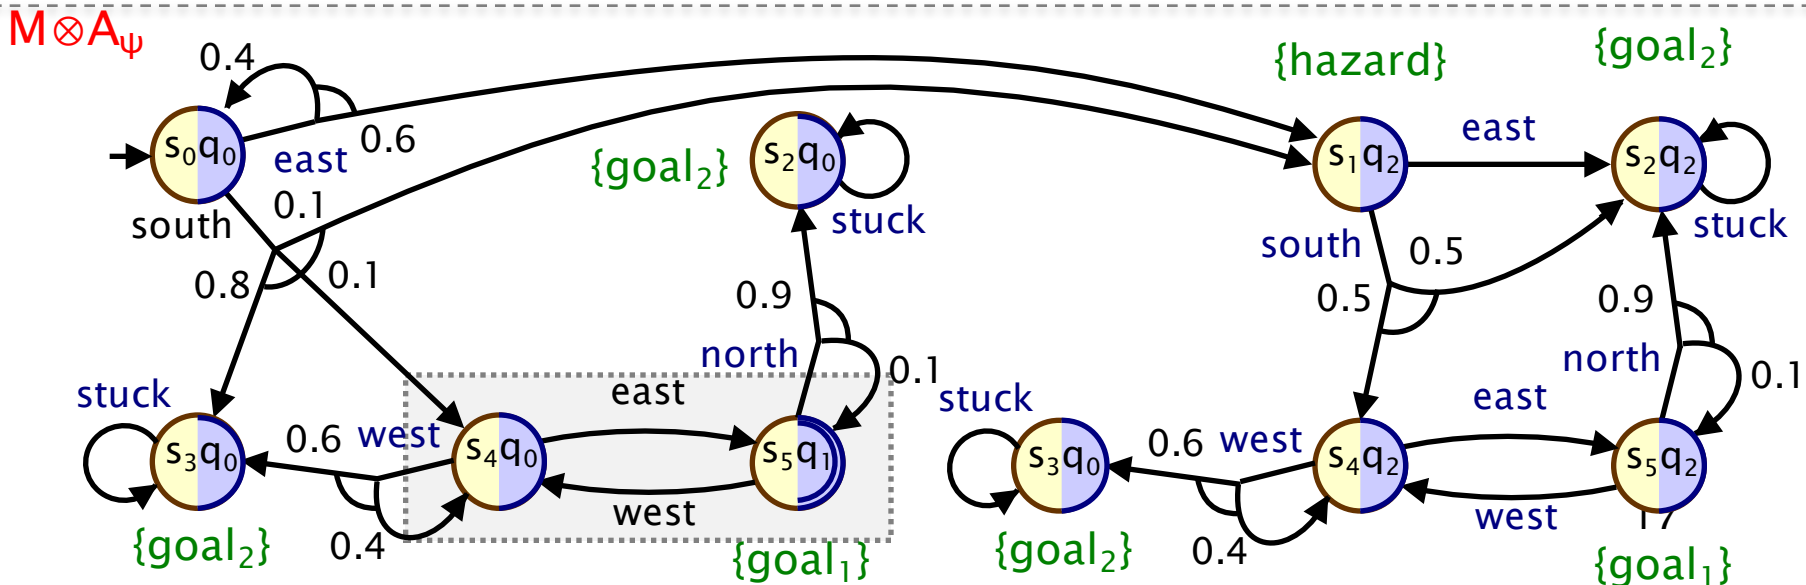 M⊗Aψ
0.4
{hazard}
{goal₂}
s₀q₀
0.6
east
{goal₂}
s₂q₀
stuck
s₁q₂
east
s₂q₂
stuck
south
0.1
0.8
0.1
0.9
north
0.1
south
0.5
0.5
0.9
north
0.1
stuck
east
stuck
east
s₃q₀
0.6
west
s₄q₀
s₅q₁
west
0.4
{goal₂}
{goal₁}
s₃q₀
0.6
west
s₄q₂
s₅q₂
west
0.4
{goal₂}
17
{goal₁}